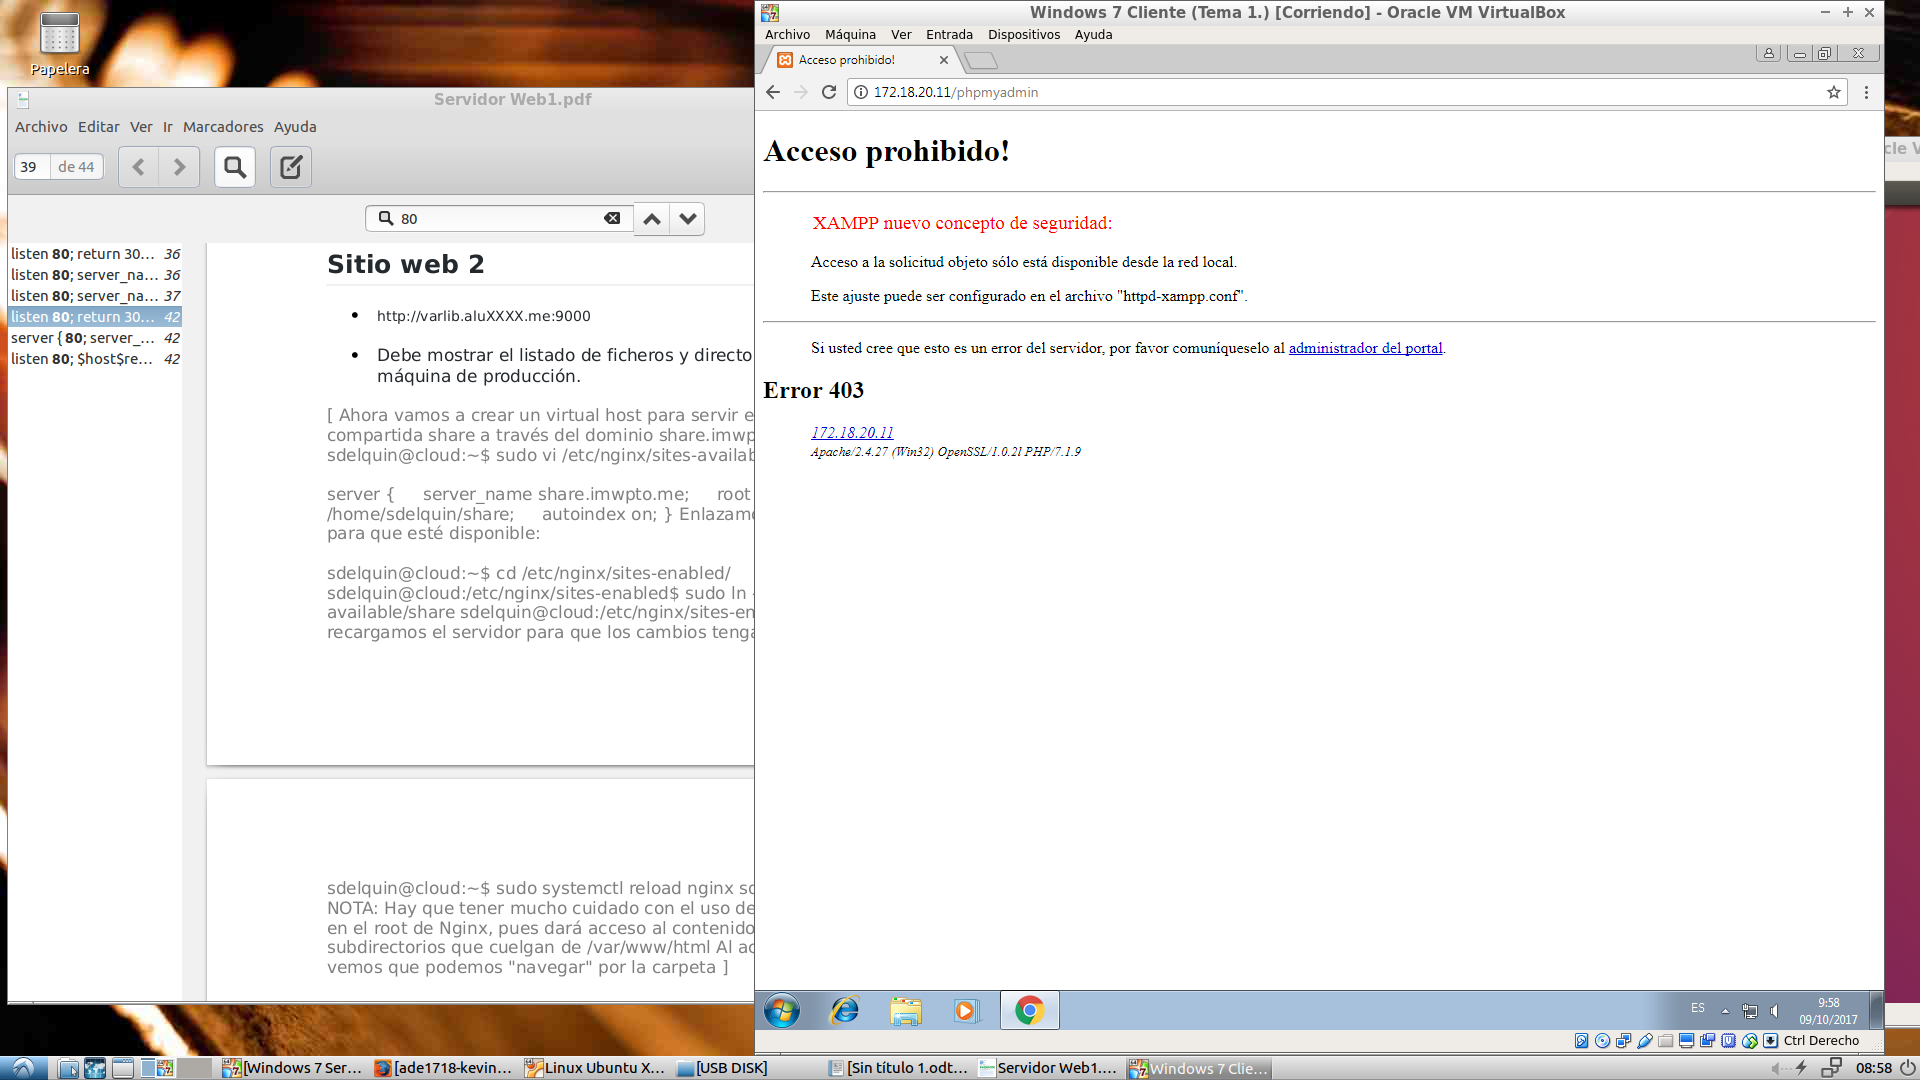 Papelera
Servidor Web1.pdf
Archivo Editar Ver Ir Marcadores Ayuda
39 de 44
80
listen 80; return 30... 36
listen 80; server_na... 36
listen 80; server_na... 37
listen 80; return 30... 42
server { 80; server_... 42
listen 80; $host$re... 42
Sitio web 2
• http://varlib.aluXXXX.me:9000
• Debe mostrar el listado de ficheros y directo
máquina de producción.
[ Ahora vamos a crear un virtual host para servir e
compartida share a través del dominio share.imwp
sdelquin@cloud:~$ sudo vi /etc/nginx/sites-availab
server { server_name share.imwpto.me; root
/home/sdelquin/share; autoindex on; } Enlazamo
para que esté disponible:
sdelquin@cloud:~$ cd /etc/nginx/sites-enabled/
sdelquin@cloud:/etc/nginx/sites-enabled$ sudo ln -
available/share sdelquin@cloud:/etc/nginx/sites-en
recargamos el servidor para que los cambios tenga
sdelquin@cloud:~$ sudo systemctl reload nginx sd
NOTA: Hay que tener mucho cuidado con el uso de
en el root de Nginx, pues dará acceso al contenido
subdirectorios que cuelgan de /var/www/html Al ac
vemos que podemos "navegar" por la carpeta ]
Windows 7 Cliente (Tema 1.) [Corriendo] - Oracle VM VirtualBox
Archivo Máquina Ver Entrada Dispositivos Ayuda
Acceso prohibido!
172.18.20.11/phpmyadmin
Acceso prohibido!
XAMPP nuevo concepto de seguridad:
Acceso a la solicitud objeto sólo está disponible desde la red local.
Este ajuste puede ser configurado en el archivo "httpd-xampp.conf".
Si usted cree que esto es un error del servidor, por favor comuníqueselo al administrador del portal.
Error 403
172.18.20.11
Apache/2.4.27 (Win32) OpenSSL/1.0.2l PHP/7.1.9
cle V
ES
9:58
09/10/2017
Ctrl Derecho
[Windows 7 Ser... [ade1718-kevin... Linux Ubuntu X... [USB DISK] [Sin título 1.odt... Servidor Web1.... Windows 7 Clie... 08:58